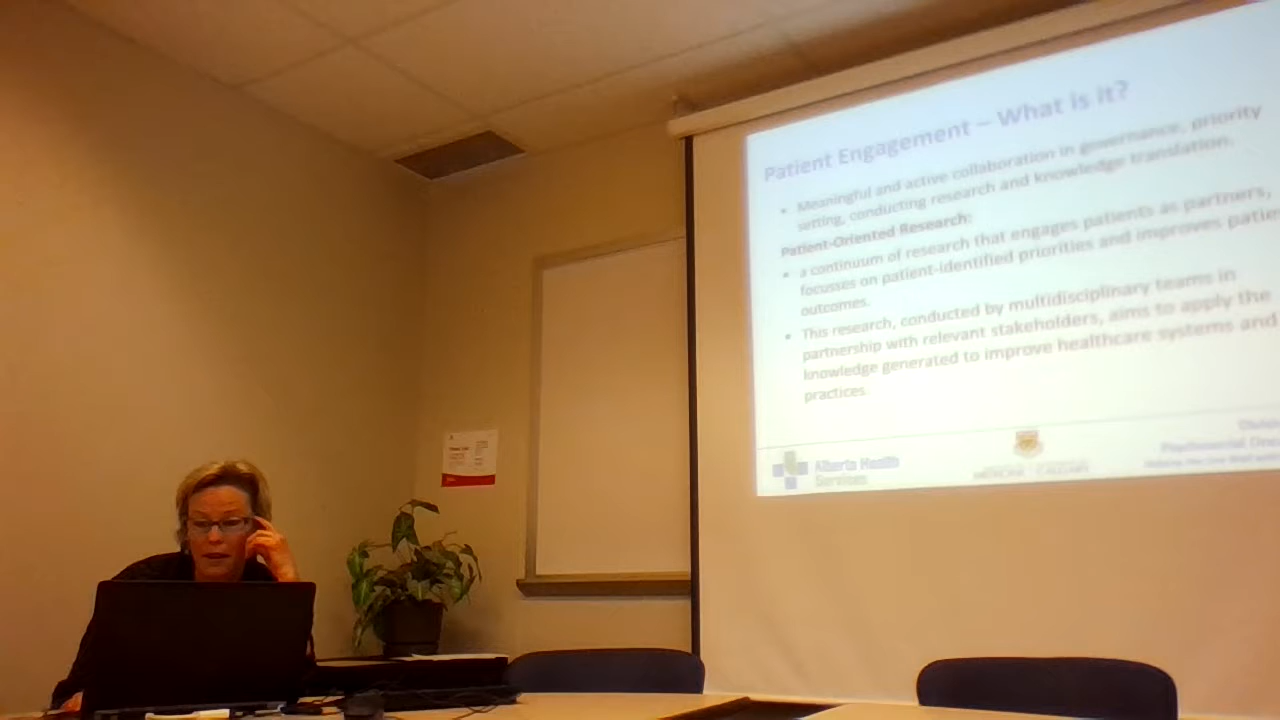 Patient Engagement – What is it?
• Meaningful and active collaboration in governance, priority
setting, conducting research and knowledge translation.
Patient-Oriented Research:
• a continuum of research that engages patients as partners,
focusses on patient-identified priorities and improves patie
outcomes.
• This research, conducted by multidisciplinary teams in
partnership with relevant stakeholders, aims to apply the
knowledge generated to improve healthcare systems and
practices.
Alberta Health
Services
MEDICINE CALGARY